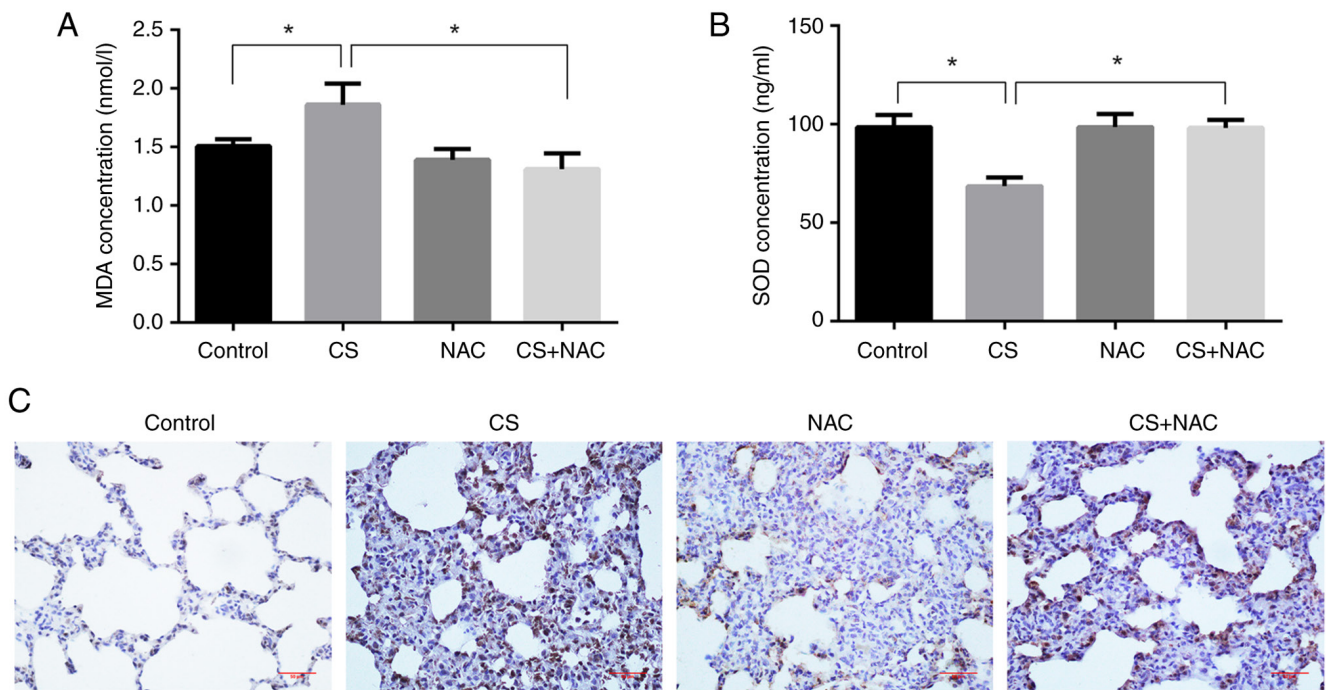 A
MDA concentration (nmol/l)
2.5
2.0
1.5
1.0
0.5
0.0
*
*
Control
CS
NAC
CS+NAC
B
SOD concentration (ng/ml)
150
100
50
0
*
*
Control
CS
NAC
CS+NAC
C
Control
CS
NAC
CS+NAC